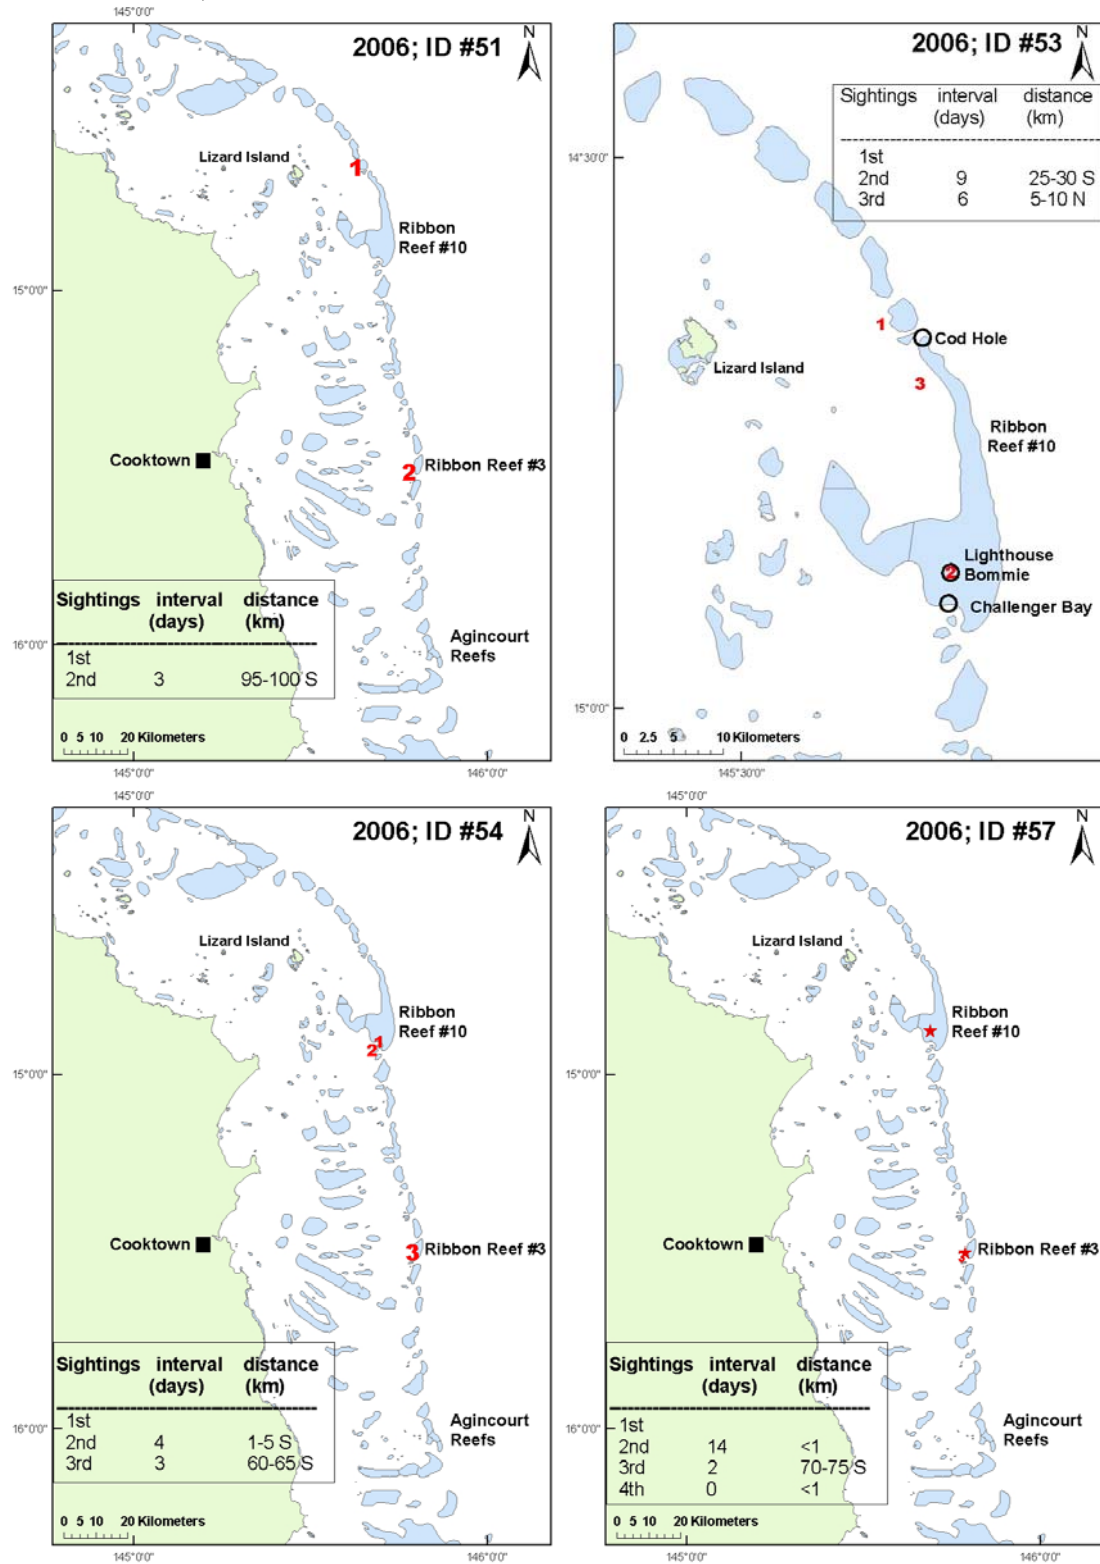 145°0'0"
2006; ID #51
N
Lizard Island
1
Ribbon
Reef #10
15°0'0"
Cooktown
2
Ribbon Reef #3
Sightings interval distance
(days) (km)
1st
2nd 3 95-100 S
Agincourt
Reefs
16°0'0"
0 5 10 20 Kilometers
145°0'0"
146°0'0"
2006; ID #53
N
Sightings interval distance
(days) (km)
1st
2nd 9 25-30 S
3rd 6 5-10 N
14°30'0"
1
Cod Hole
Lizard Island
3
Ribbon
Reef #10
Lighthouse
2
Bommie
Challenger Bay
15°0'0"
0 2.5 5 10 Kilometers
145°30'0"
145°0'0"
2006; ID #54
N
Lizard Island
Ribbon
Reef #10
1
2
15°0'0"
Cooktown
3
Ribbon Reef #3
Sightings interval distance
(days) (km)
1st
2nd 4 1-5 S
3rd 3 60-65 S
Agincourt
Reefs
16°0'0"
0 5 10 20 Kilometers
145°0'0"
146°0'0"
145°0'0"
2006; ID #57
N
Lizard Island
Ribbon
Reef #10
15°0'0"
Cooktown
Ribbon Reef #3
Sightings interval distance
(days) (km)
1st
2nd 14 <1
3rd 2 70-75 S
4th 0 <1
Agincourt
Reefs
16°0'0"
0 5 10 20 Kilometers
145°0'0"
146°0'0"